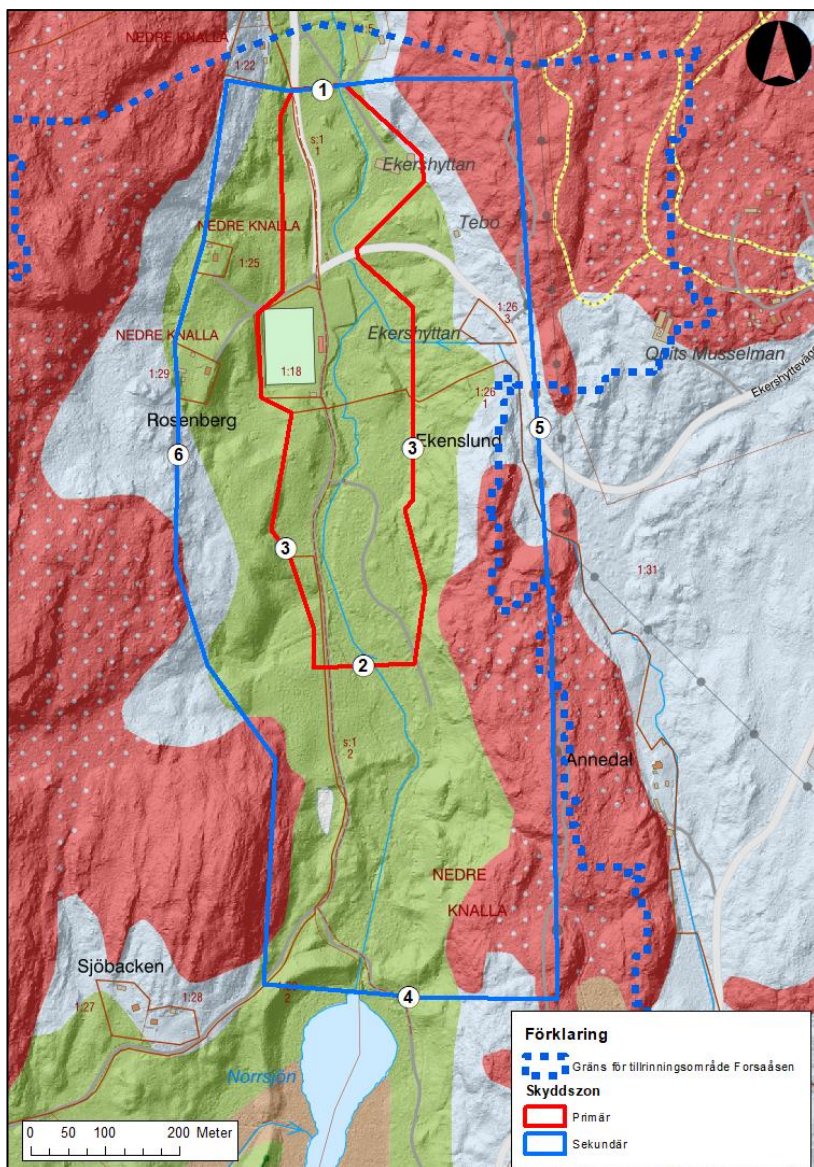 NEDRE KNALLA
1:22
5
1
s:1
1
Ekershyttan
Tebo
NEDRE KNALLA
1:25
1:26
3
Ekershyttan
NEDRE KNALLA
1:29
1:18
Rosenberg
1:26
1
Qvits Musselman
Ekershyttevägen
5
Ekenslund
3
6
3
1:31
2
s:1
2
Annedal
NEDRE
KNALLA
Sjöbacken
1:27
1:28
2
4
Norrsjön
Förklaring
Gräns för tillrinningsområde Forsaåsen
Skyddszon
Primär
Sekundär
0 50 100 200 Meter